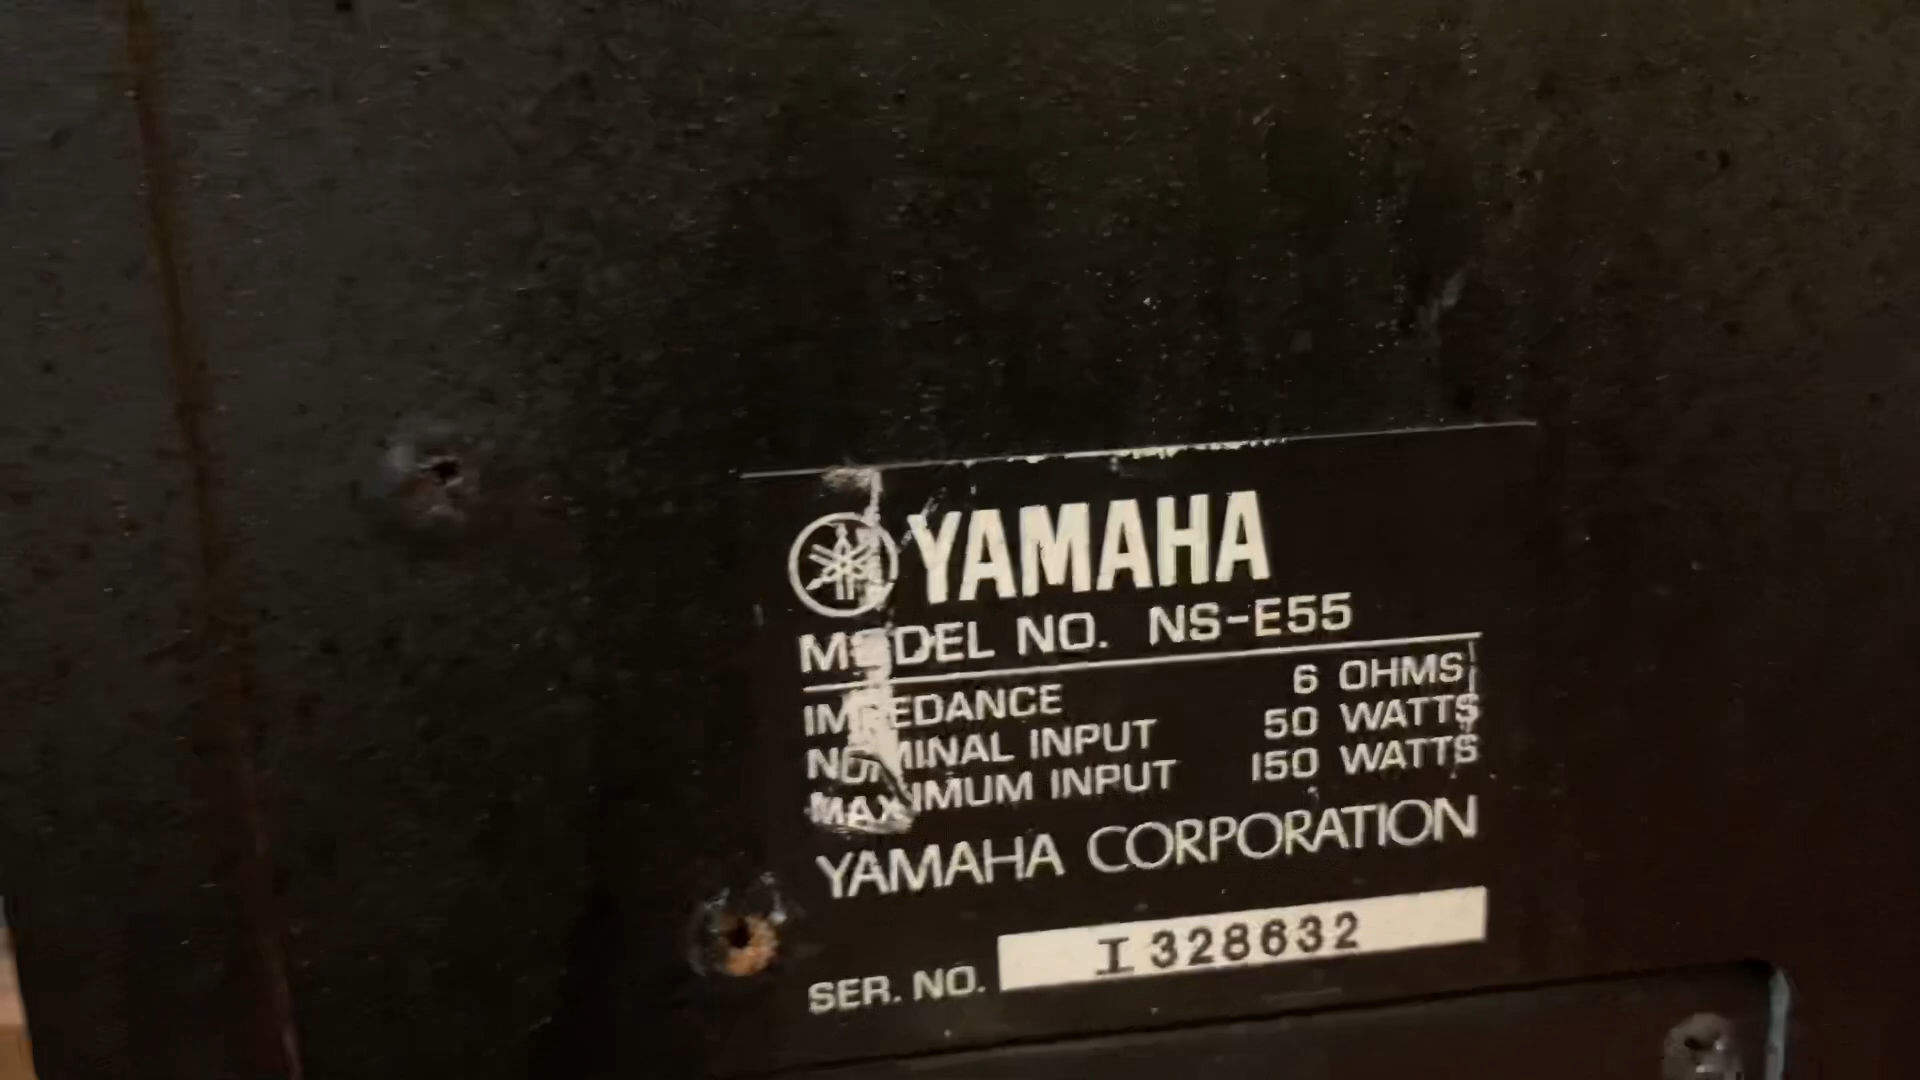 YAMAHA
MODEL NO. NS-E55
IMPEDANCE 6 OHMS
NOMINAL INPUT 50 WATTS
MAXIMUM INPUT 150 WATTS
YAMAHA CORPORATION
SER. NO. I 328632